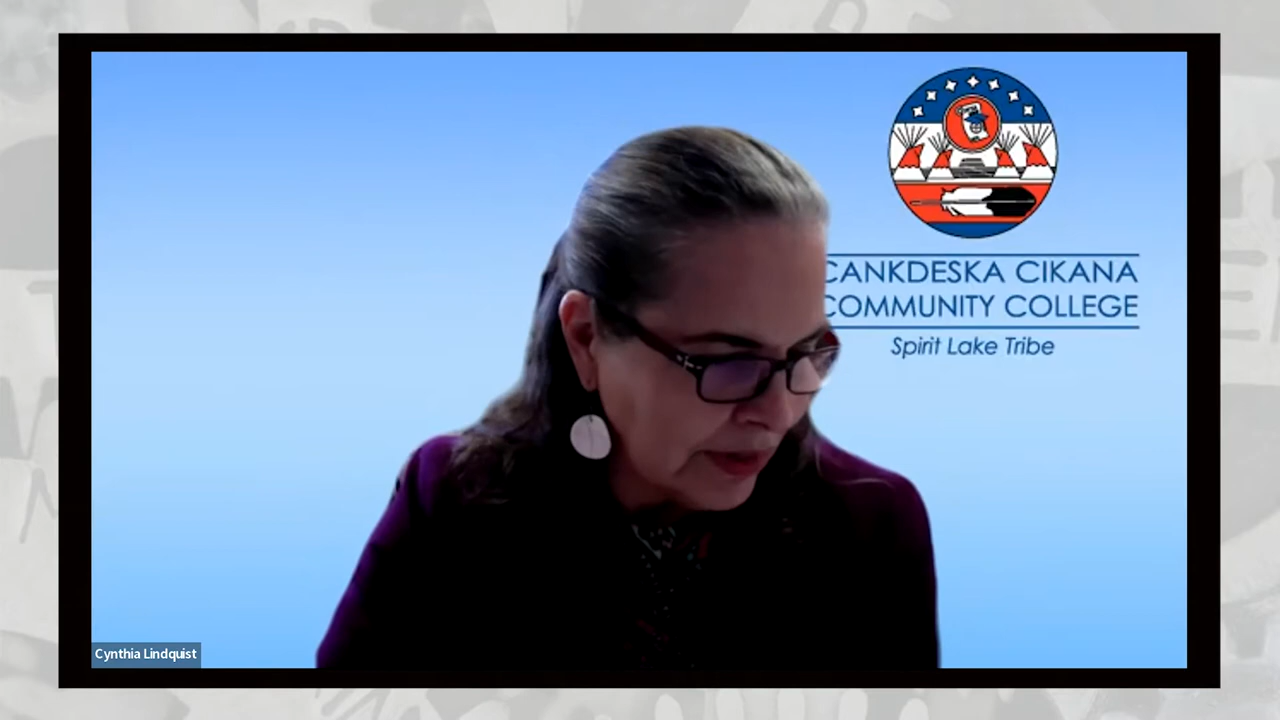 CANKDESKA CIKANA
COMMUNITY COLLEGE
Spirit Lake Tribe
Cynthia Lindquist